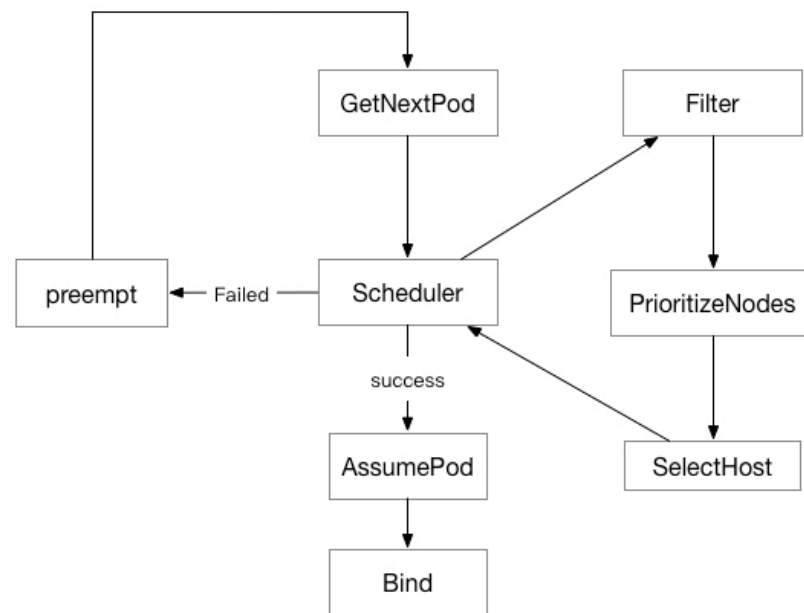 GetNextPod
Filter
preempt
Failed
Scheduler
PrioritizeNodes
success
AssumePod
SelectHost
Bind